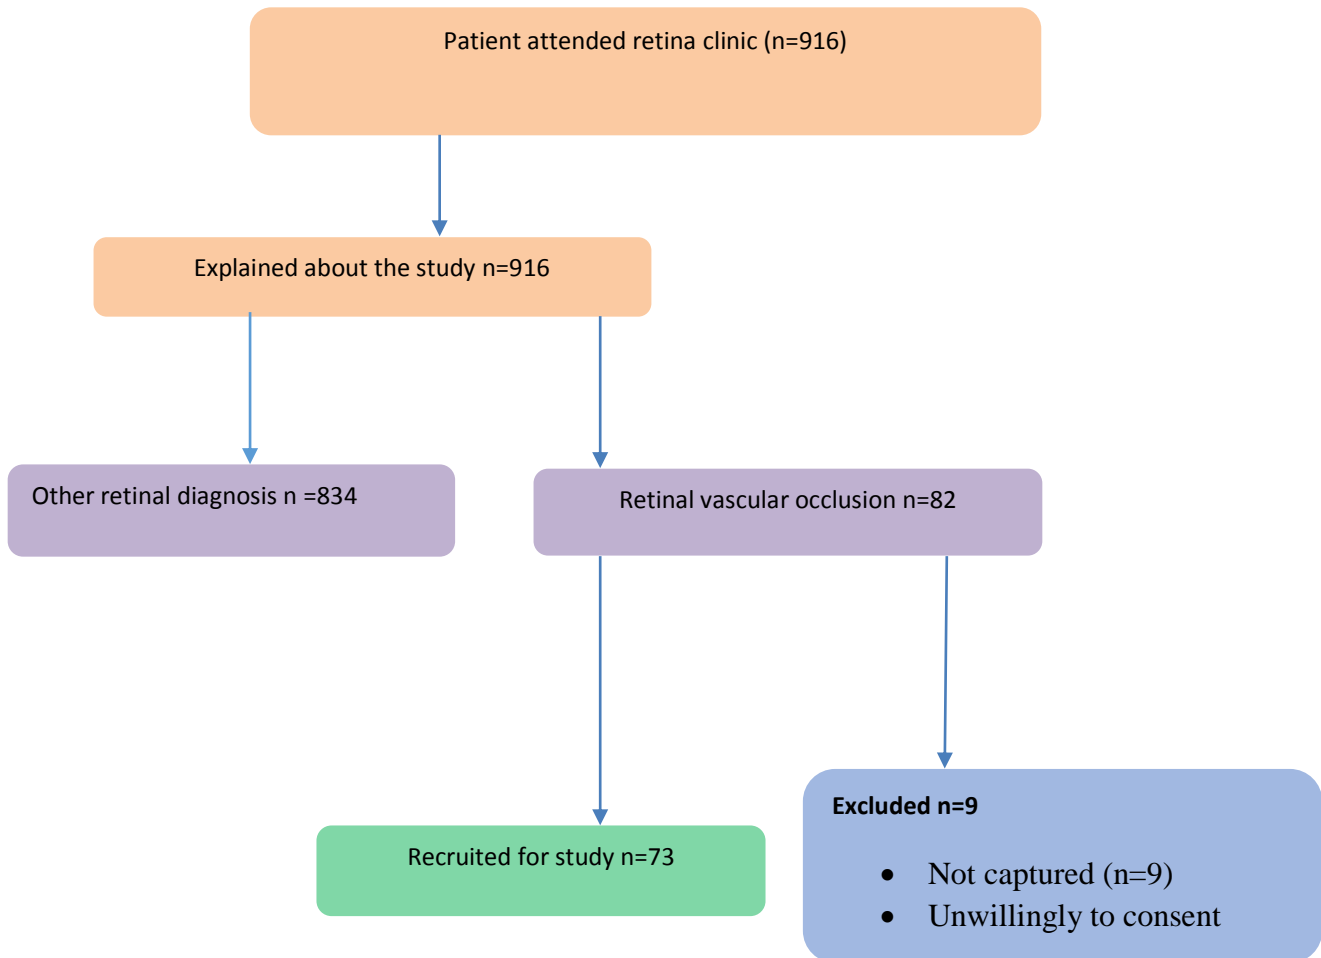 Patient attended retina clinic (n=916)
Explained about the study n=916
Other retinal diagnosis n =834
Retinal vascular occlusion n=82
Recruited for study n=73
Excluded n=9
• Not captured (n=9)
• Unwillingly to consent